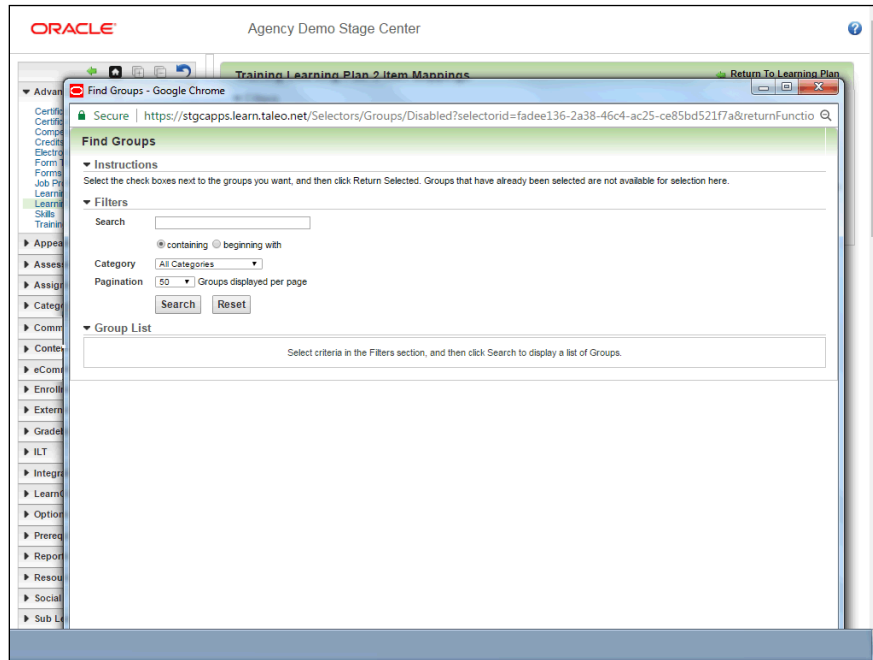 ORACLE
Agency Demo Stage Center
?
Training Learning Plan 2 Item Mappings
Return To Learning Plan
Find Groups - Google Chrome
Secure | https://stgcapps.learn.taleo.net/Selectors/Groups/Disabled?selectorid=fadee136-2a38-46c4-ac25-ce85bd521f7a&returnFunctio
Find Groups
Instructions
Select the check boxes next to the groups you want, and then click Return Selected. Groups that have already been selected are not available for selection here.
Filters
Search
containing beginning with
Category All Categories
Pagination 50 Groups displayed per page
Search Reset
Group List
Select criteria in the Filters section, and then click Search to display a list of Groups.
Advan
Certific
Certific
Compe
Credits
Electro
Form T
Forms
Job Pr
Learnin
Learnin
Skills
Trainin
Appea
Assess
Assign
Catego
Comm
Conte
eComm
Enrollm
Extern
Gradeb
ILT
Integra
LearnC
Option
Prereq
Report
Resou
Social
Sub Le